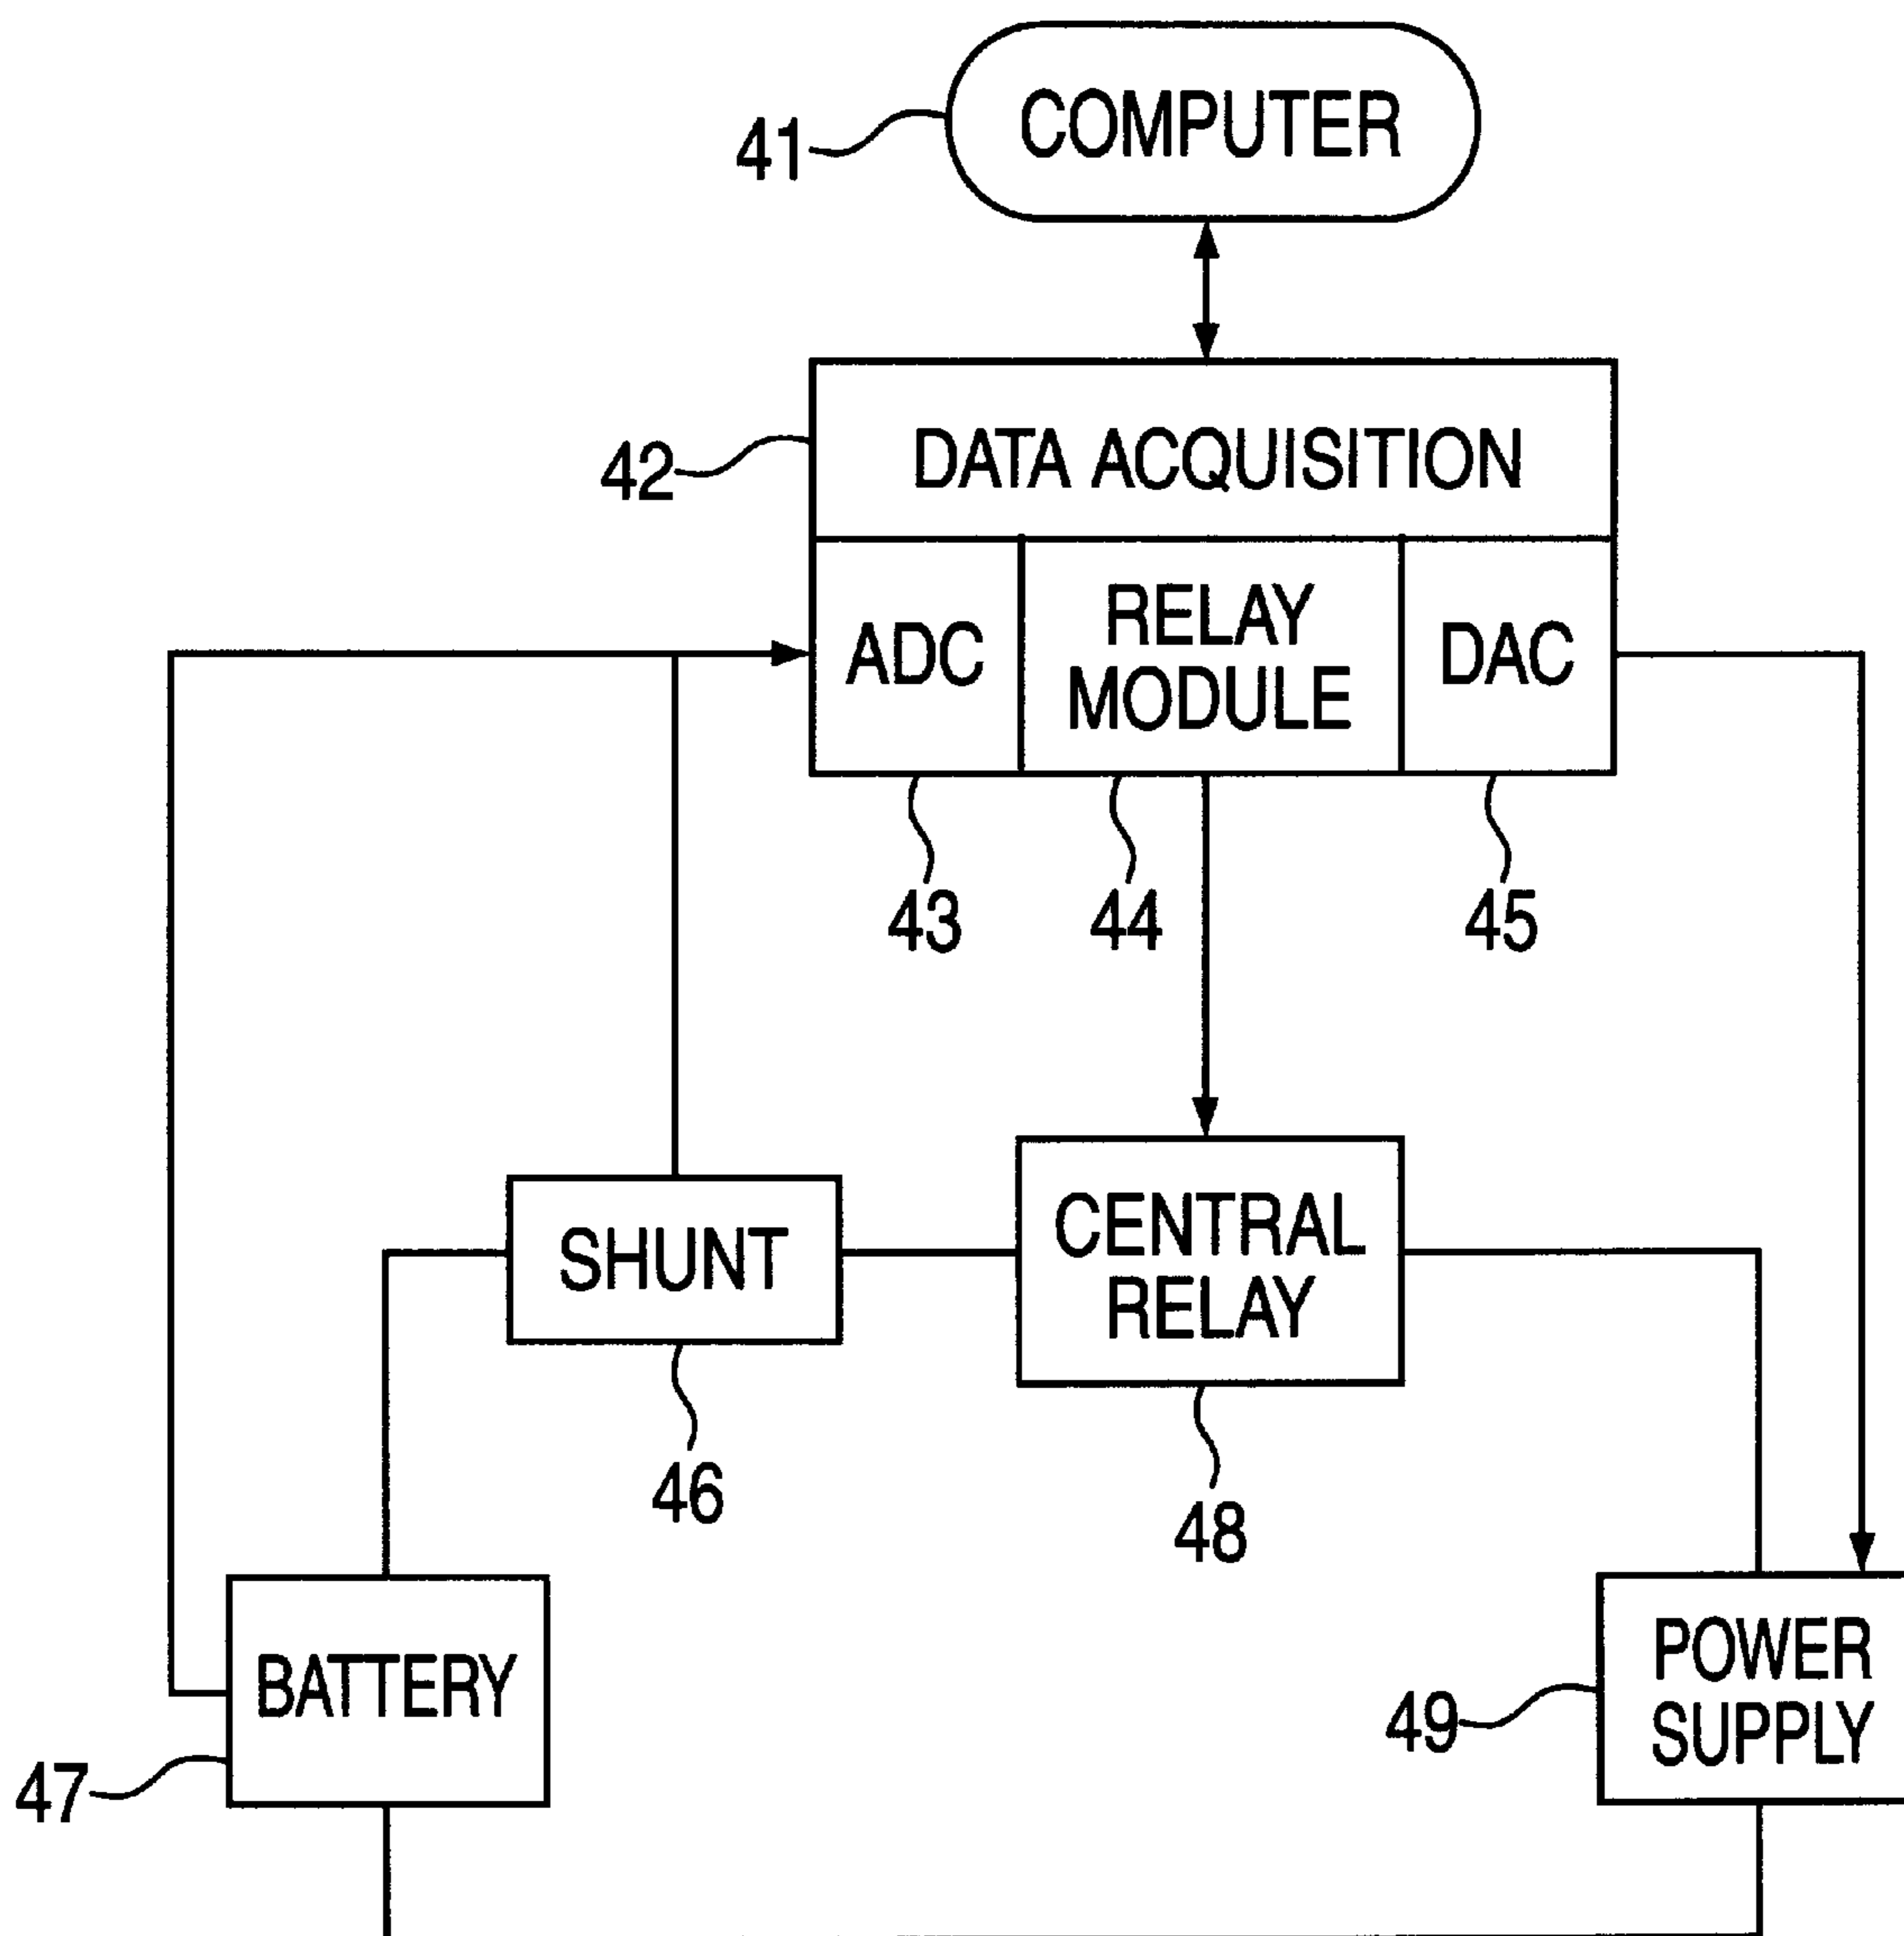 COMPUTER
41
DATA ACQUISITION
42
ADC
RELAY
MODULE
DAC
43
44
45
SHUNT
CENTRAL
RELAY
46
48
BATTERY
POWER
SUPPLY
49
47